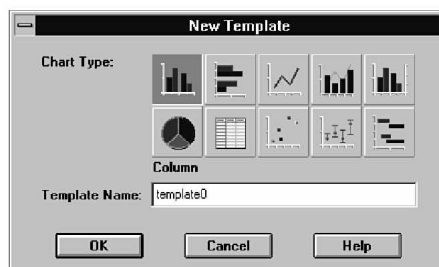 New Template
Chart Type:
Column
Template Name: template0
OK Cancel Help